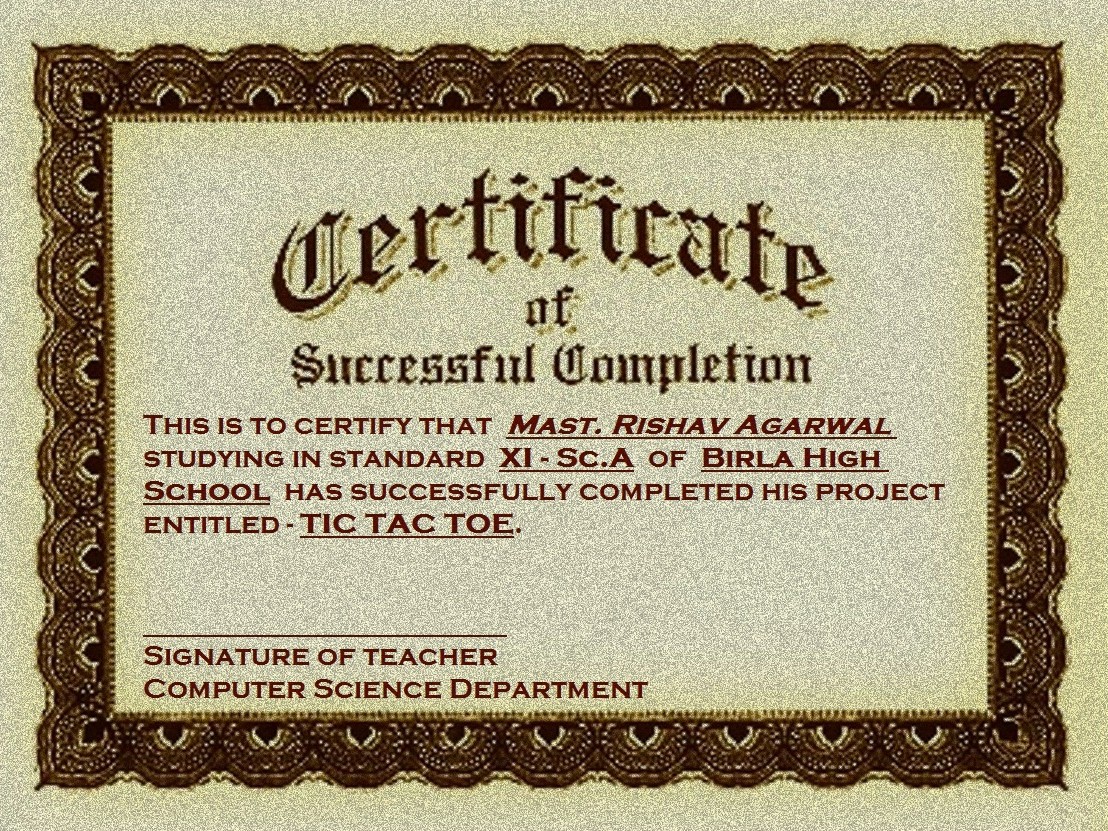 Certificate
of
Successful Completion
This is to certify that Mast. Rishav Agarwal
studying in standard XI - Sc.A of Birla High
School has successfully completed his project
entitled - TIC TAC TOE.
Signature of teacher
Computer Science Department